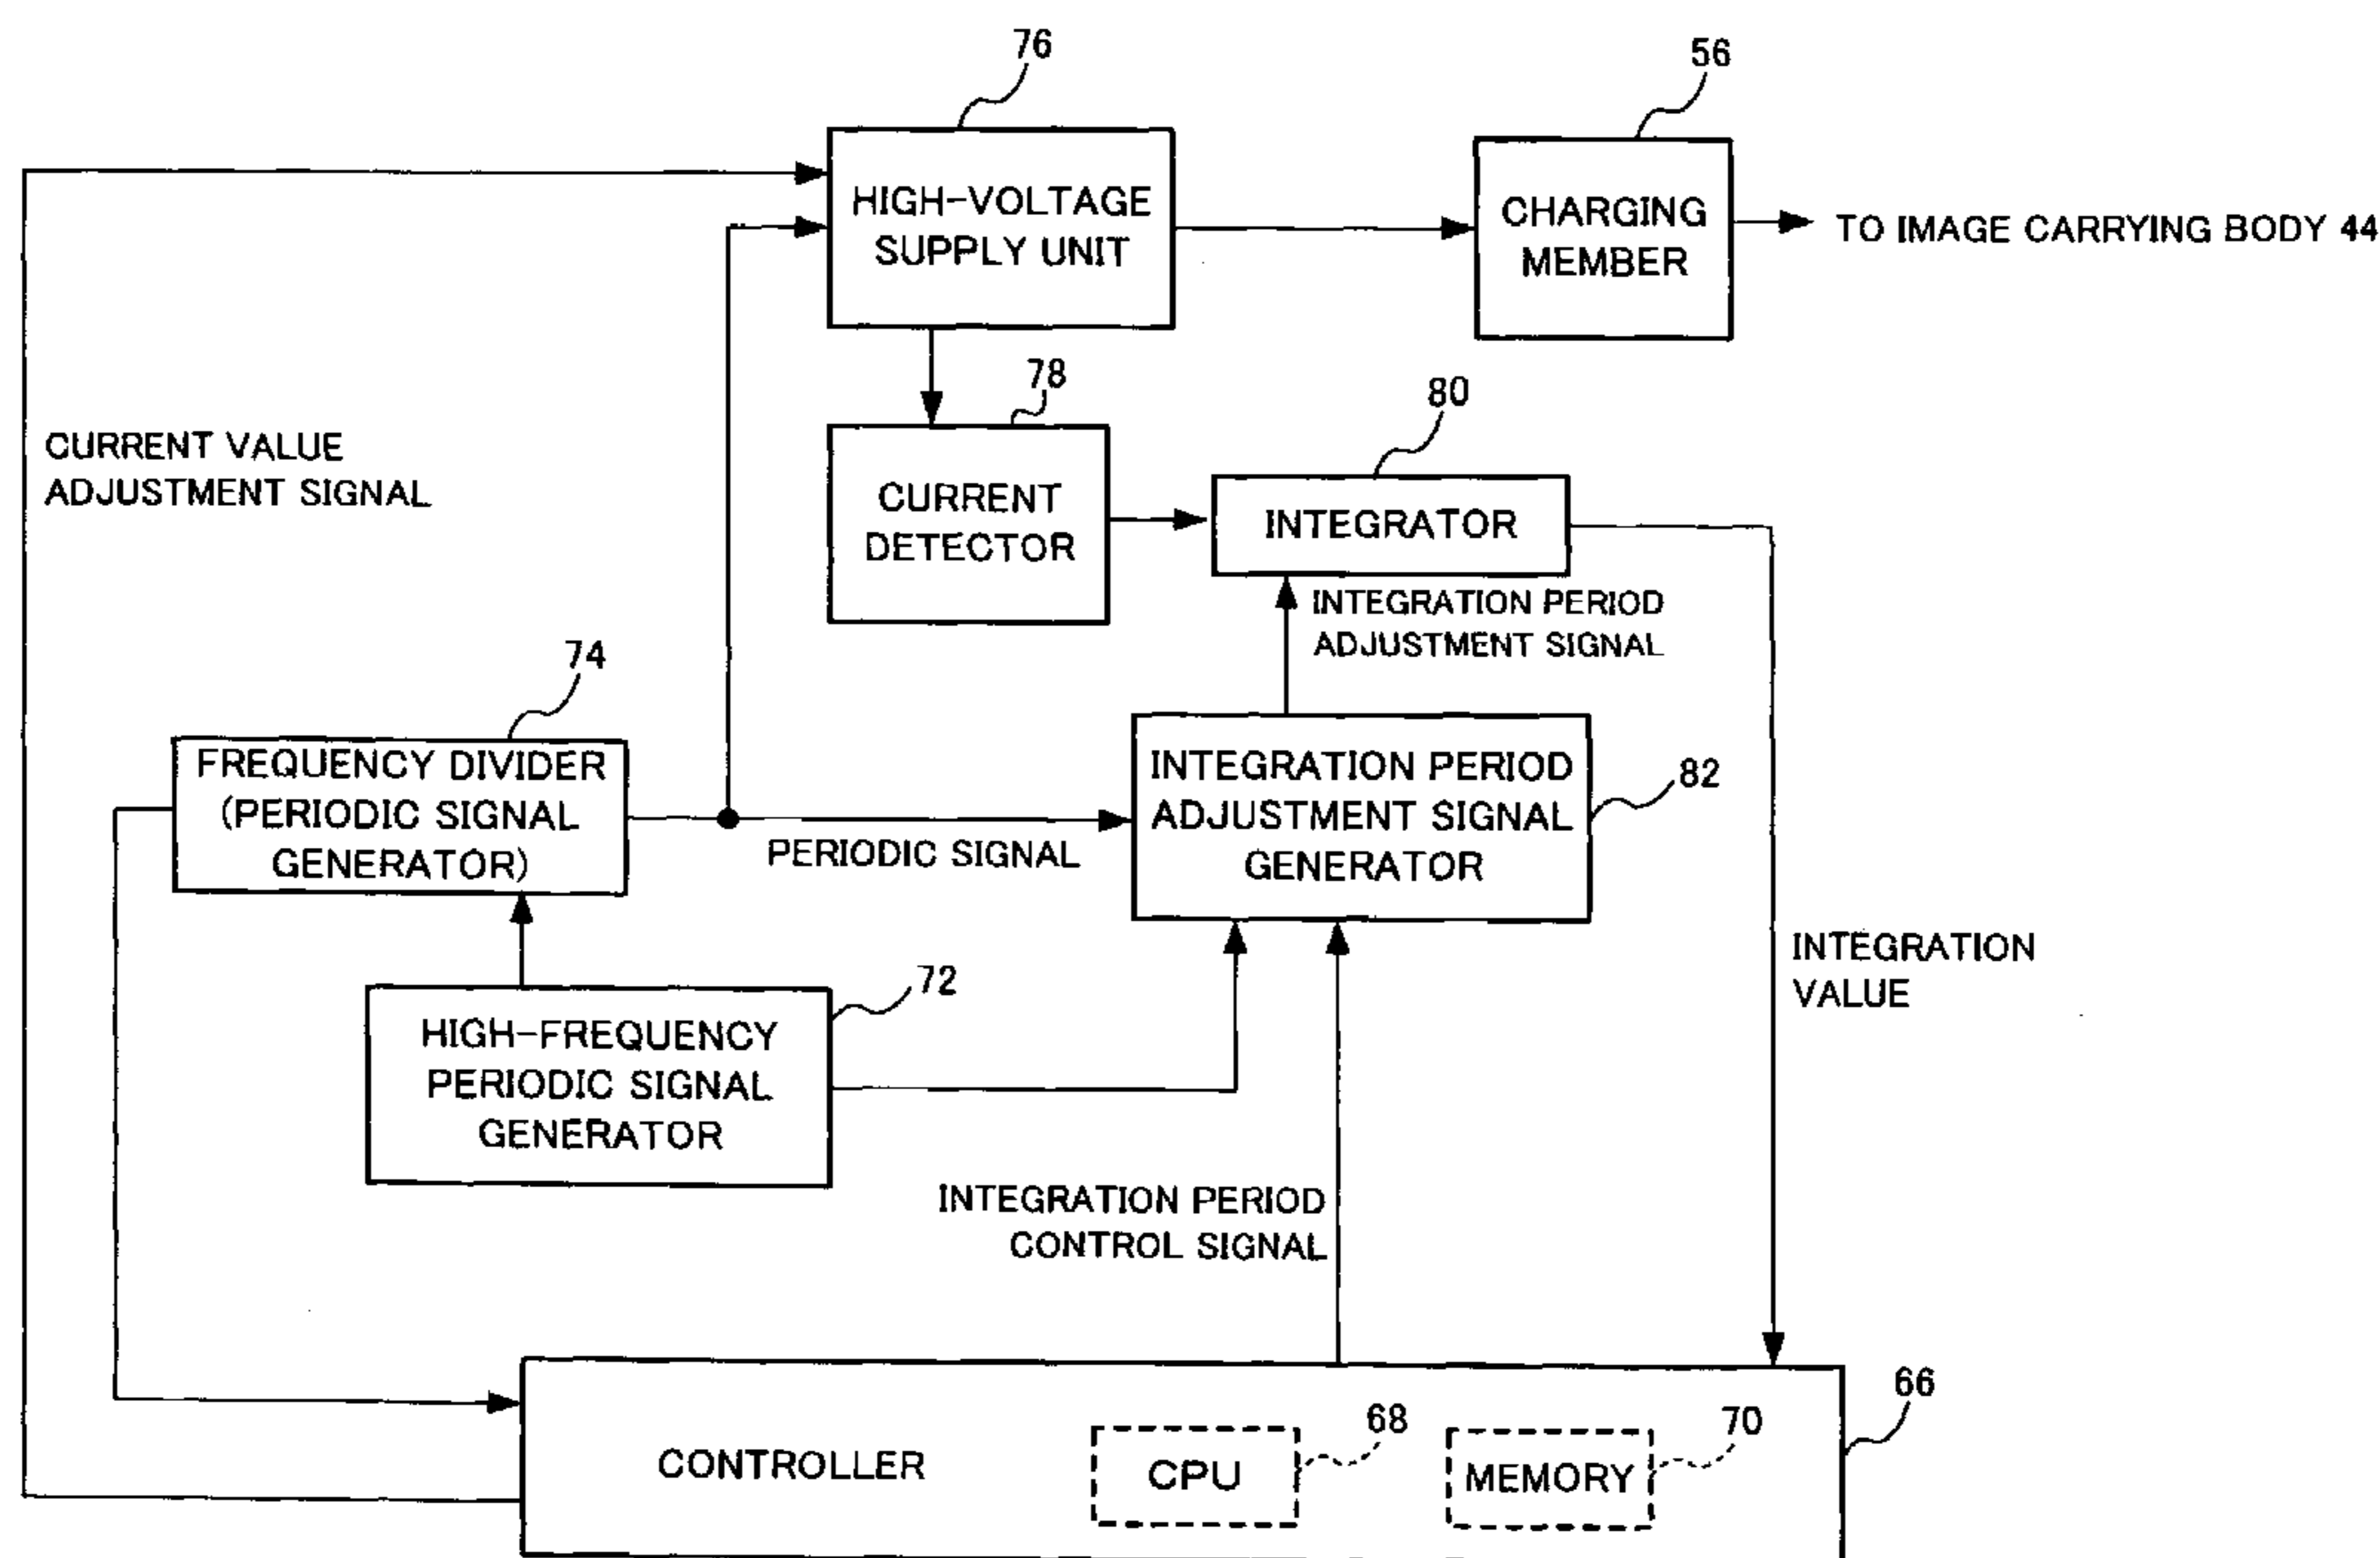 76
56
HIGH-VOLTAGE
SUPPLY UNIT
CHARGING
MEMBER
TO IMAGE CARRYING BODY 44
78
80
CURRENT VALUE
ADJUSTMENT SIGNAL
CURRENT
DETECTOR
INTEGRATOR
INTEGRATION PERIOD
ADJUSTMENT SIGNAL
74
FREQUENCY DIVIDER
(PERIODIC SIGNAL
GENERATOR)
PERIODIC SIGNAL
INTEGRATION PERIOD
ADJUSTMENT SIGNAL
GENERATOR
82
72
HIGH-FREQUENCY
PERIODIC SIGNAL
GENERATOR
INTEGRATION
VALUE
INTEGRATION PERIOD
CONTROL SIGNAL
66
CONTROLLER
68
CPU
70
MEMORY